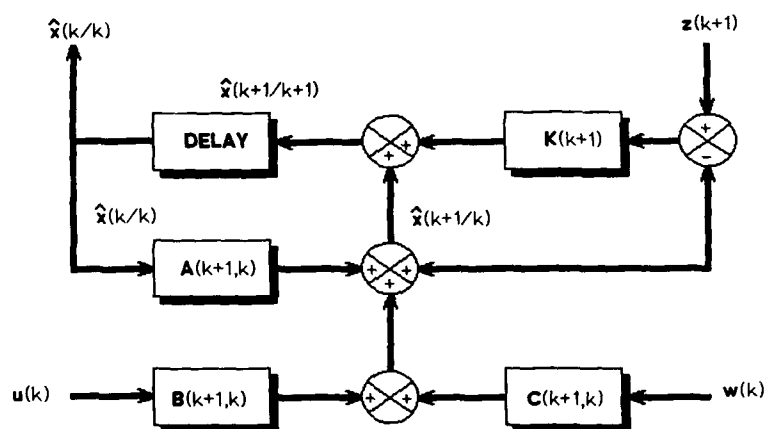 x̂(k/k)
z(k+1)
x̂(k+1/k+1)
DELAY
K(k+1)
+
+
+
−
x̂(k/k)
x̂(k+1/k)
A(k+1,k)
+
+
+
u(k)
B(k+1,k)
+
+
C(k+1,k)
w(k)